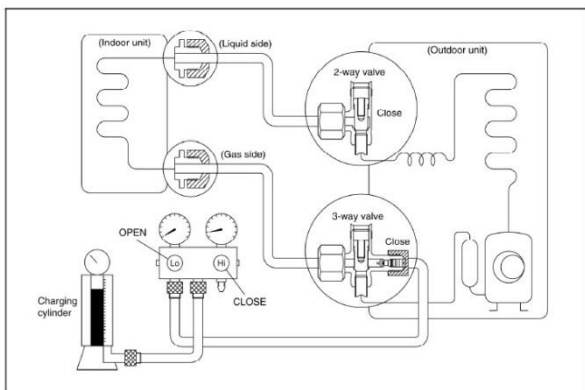 (Indoor unit)
(Liquid side)
(Outdoor unit)
2-way valve
Close
(Gas side)
3-way valve
Close
OPEN
Lo
Hi
CLOSE
Charging
cylinder